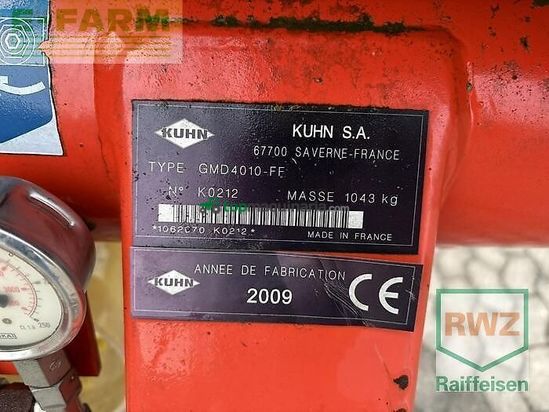 FARM
KUHN
KUHN S.A.
67700 SAVERNE-FRANCE
TYPE GMD4010-FF
N° K0212 MASSE 1043 kg
*1062670 K0212*
MADE IN FRANCE
KUHN
ANNEE DE FABRICATION
2009
CE
RWZ
Raiffeisen